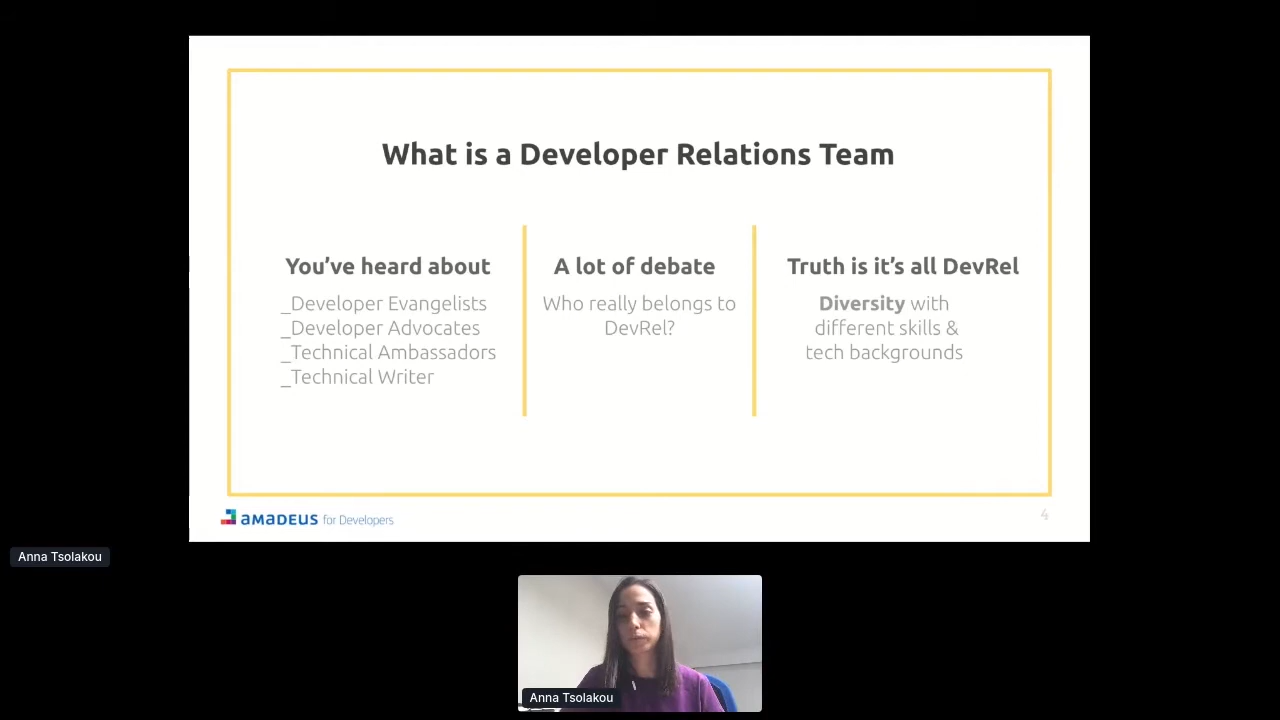 What is a Developer Relations Team
You've heard about
_Developer Evangelists
_Developer Advocates
_Technical Ambassadors
_Technical Writer
A lot of debate
Who really belongs to
DevRel?
Truth is it's all DevRel
Diversity with
different skills &
tech backgrounds
amadeus for Developers
4
Anna Tsolakou
Anna Tsolakou